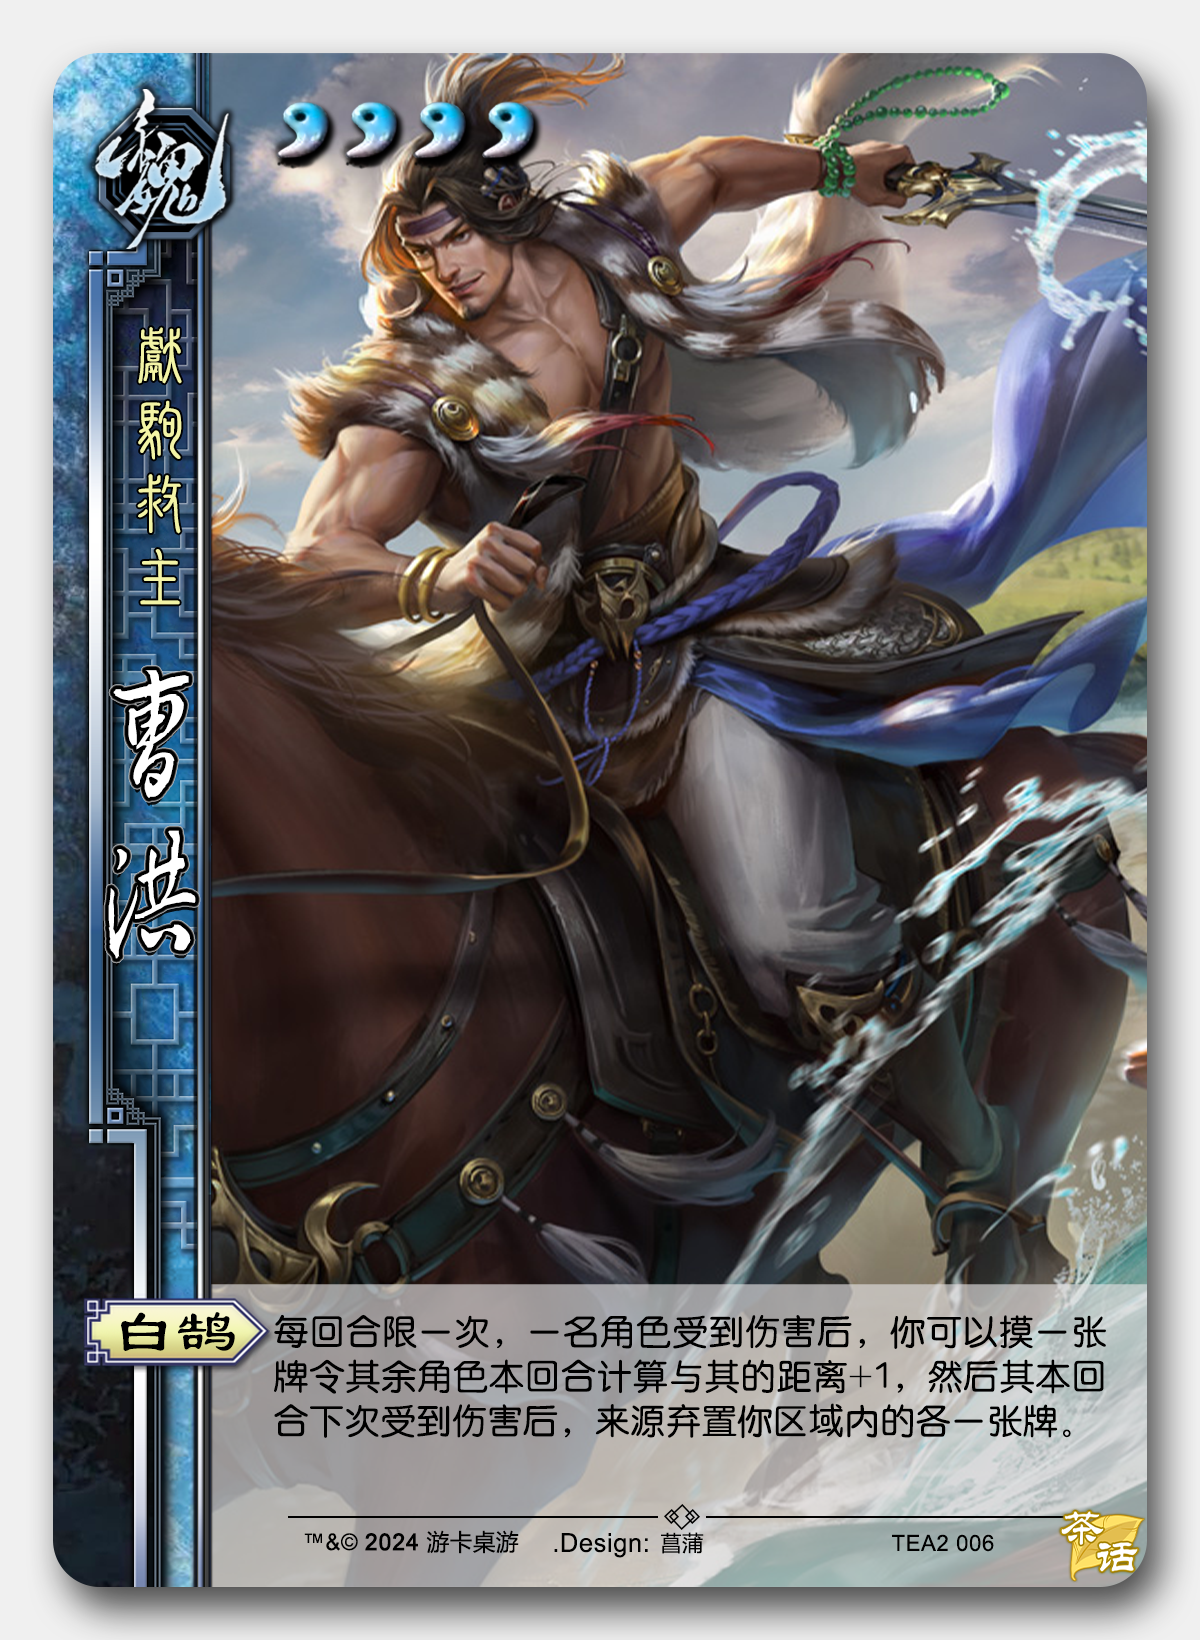 魏
獻駒救主
曹洪
白鹄
每回合限一次，一名角色受到伤害后，你可以摸一张
牌令其余角色本回合计算与其的距离+1，然后其本回
合下次受到伤害后，来源弃置你区域内的各一张牌。
™&© 2024 游卡桌游 .Design: 菖蒲
TEA2 006
茶话